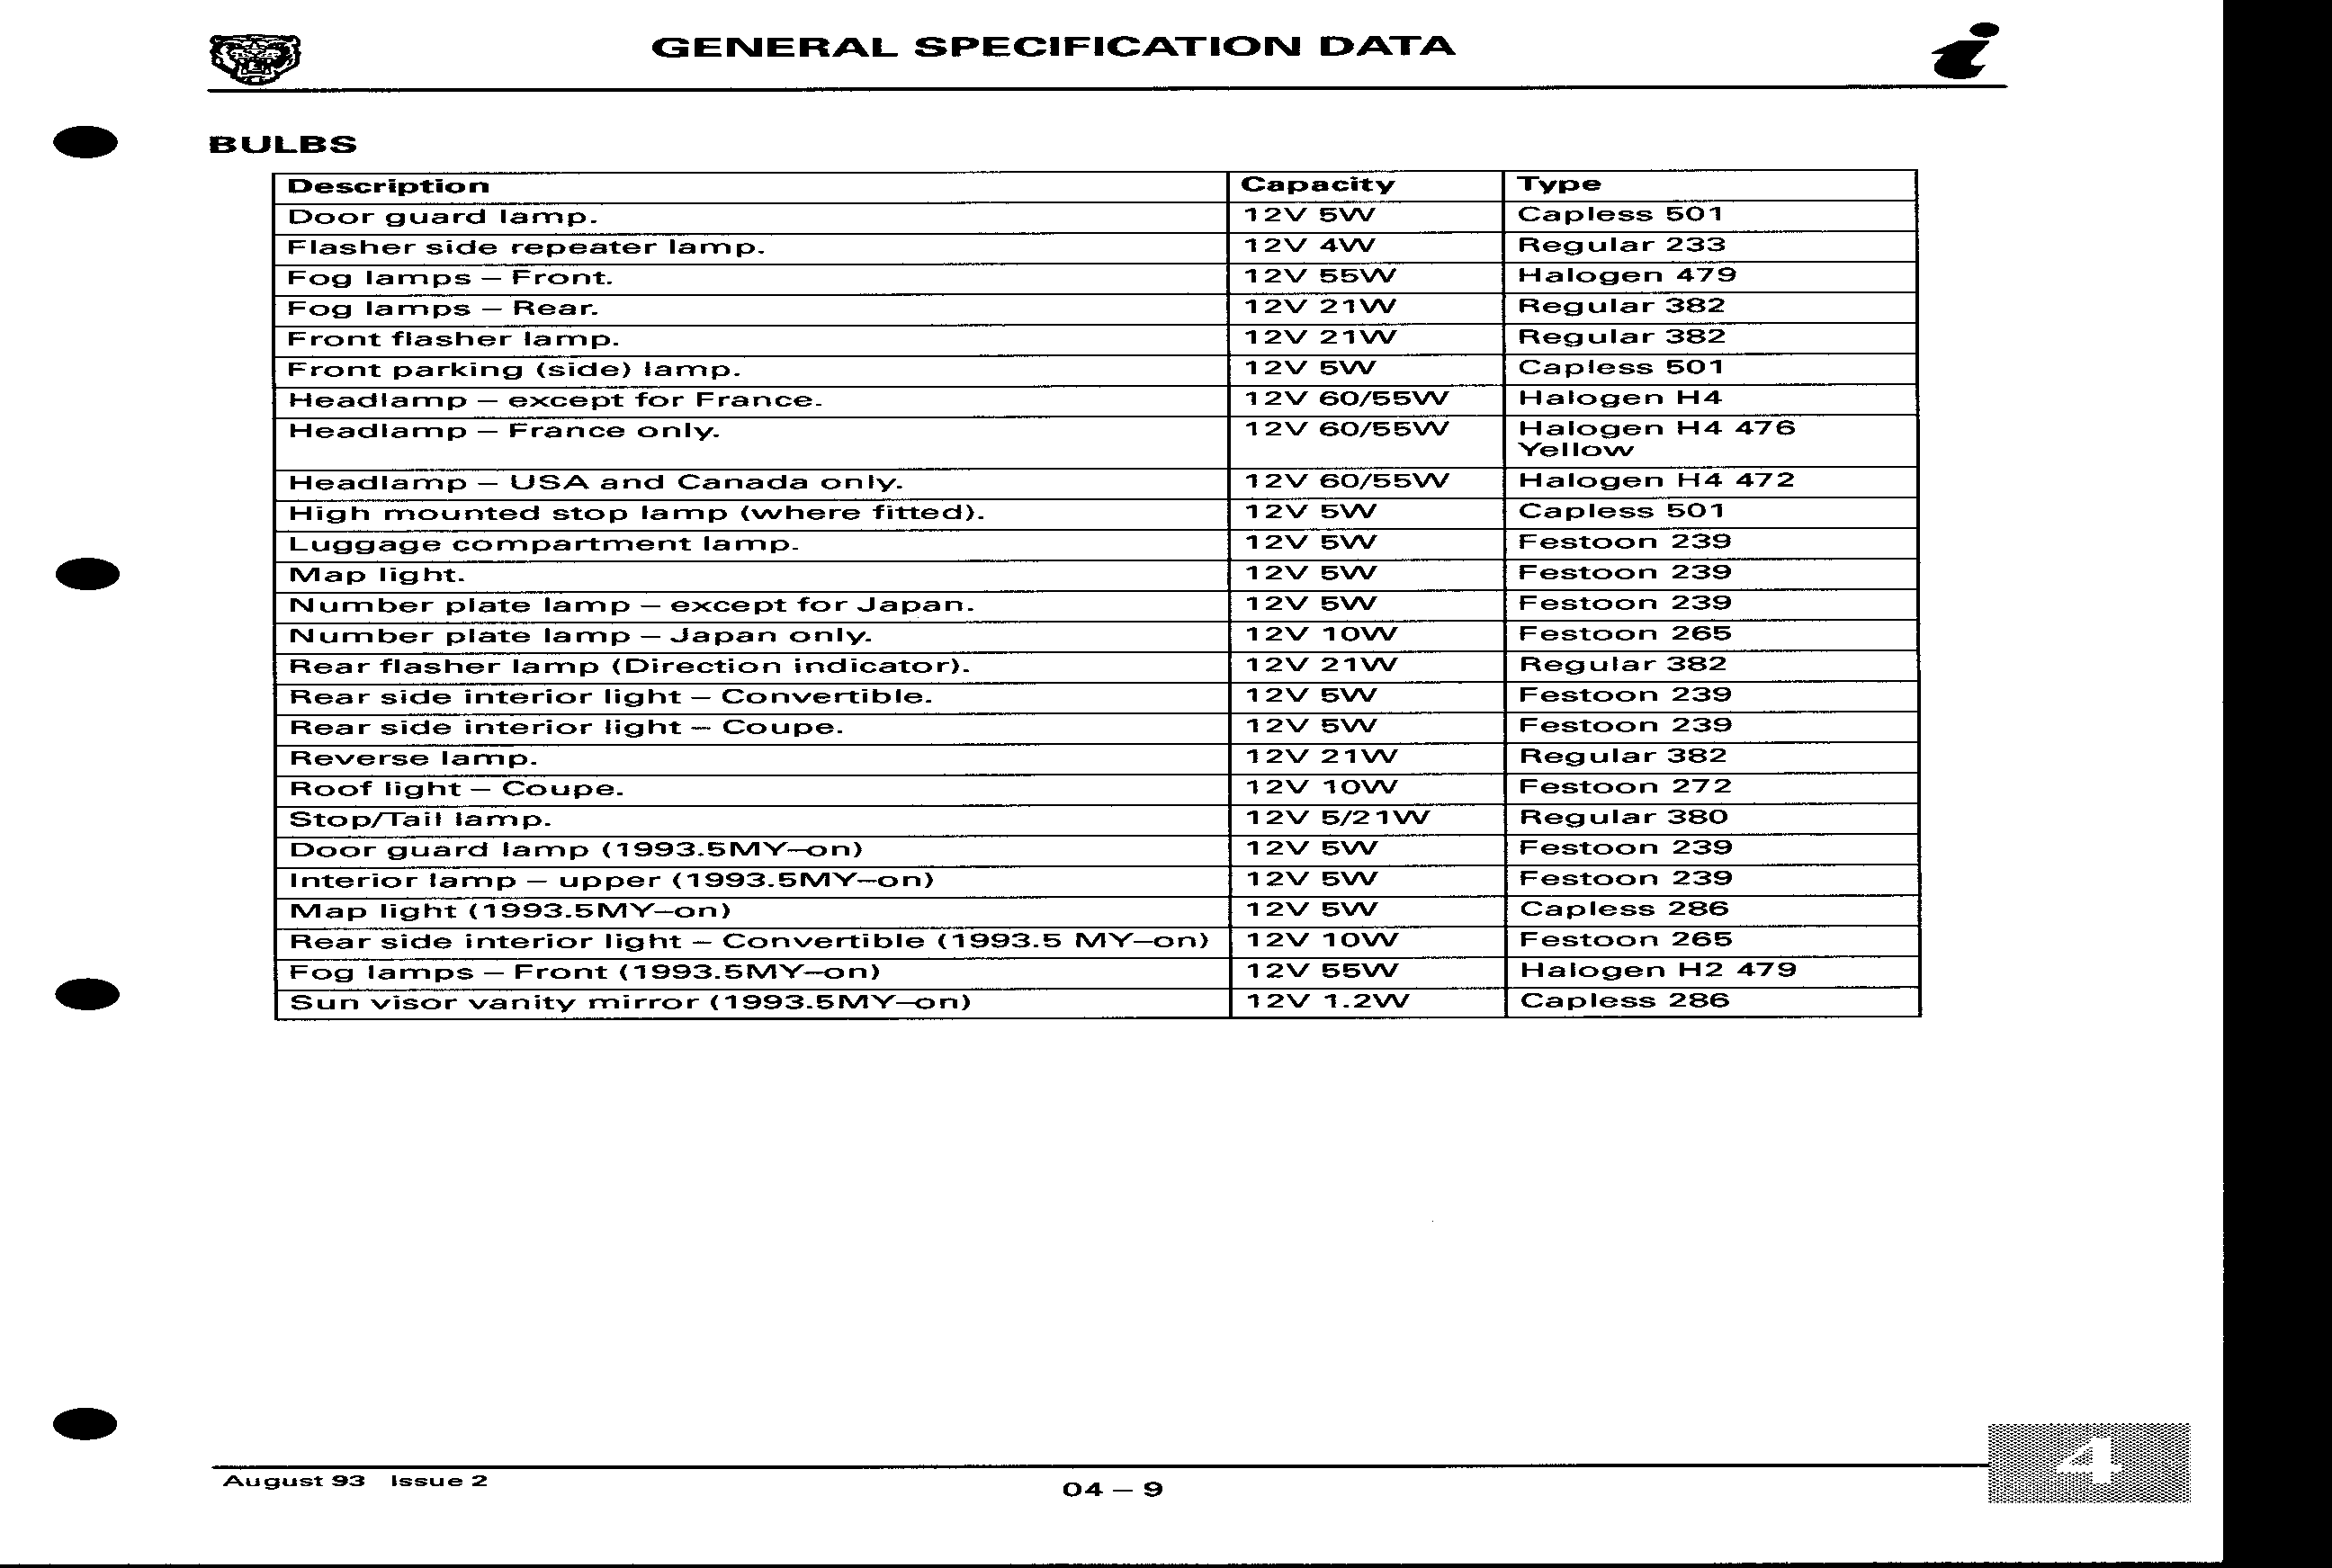 GENERAL SPECIFICATION DATA
i
BULBS
Description Capacity Type
Door guard lamp. 12V 5W Capless 501
Flasher side repeater lamp. 12V 4W Regular 233
Fog lamps – Front. 12V 55W Halogen 479
Fog lamps – Rear. 12V 21W Regular 382
Front flasher lamp. 12V 21W Regular 382
Front parking (side) lamp. 12V 5W Capless 501
Headlamp – except for France. 12V 60/55W Halogen H4
Headlamp – France only. 12V 60/55W Halogen H4 476
Yellow
Headlamp – USA and Canada only. 12V 60/55W Halogen H4 472
High mounted stop lamp (where fitted). 12V 5W Capless 501
Luggage compartment lamp. 12V 5W Festoon 239
Map light. 12V 5W Festoon 239
Number plate lamp – except for Japan. 12V 5W Festoon 239
Number plate lamp – Japan only. 12V 10W Festoon 265
Rear flasher lamp (Direction indicator). 12V 21W Regular 382
Rear side interior light – Convertible. 12V 5W Festoon 239
Rear side interior light – Coupe. 12V 5W Festoon 239
Reverse lamp. 12V 21W Regular 382
Roof light – Coupe. 12V 10W Festoon 272
Stop/Tail lamp. 12V 5/21W Regular 380
Door guard lamp (1993.5MY–on) 12V 5W Festoon 239
Interior lamp – upper (1993.5MY–on) 12V 5W Festoon 239
Map light (1993.5MY–on) 12V 5W Capless 286
Rear side interior light – Convertible (1993.5 MY–on) 12V 10W Festoon 265
Fog lamps – Front (1993.5MY–on) 12V 55W Halogen H2 479
Sun visor vanity mirror (1993.5MY–on) 12V 1.2W Capless 286
August 93 Issue 2
04 – 9
4